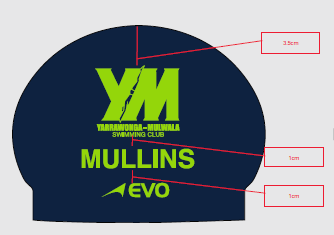 3.5cm
YM
YARRAWONGA-MULWALA
SWIMMING CLUB
1cm
MULLINS
1cm
EVO